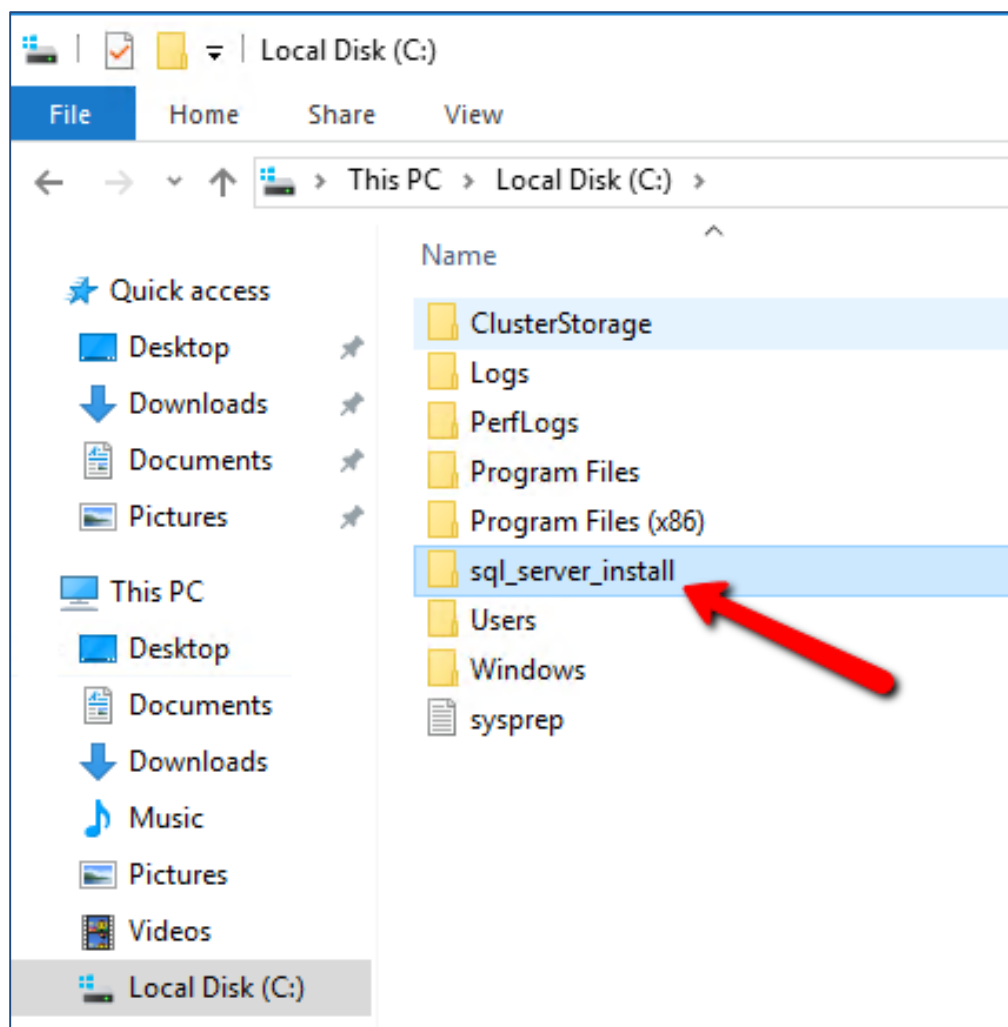 Local Disk (C:)
File Home Share View
This PC Local Disk (C:)
Name
Quick access
Desktop
Downloads
Documents
Pictures
This PC
Desktop
Documents
Downloads
Music
Pictures
Videos
Local Disk (C:)
ClusterStorage
Logs
PerfLogs
Program Files
Program Files (x86)
sql_server_install
Users
Windows
sysprep